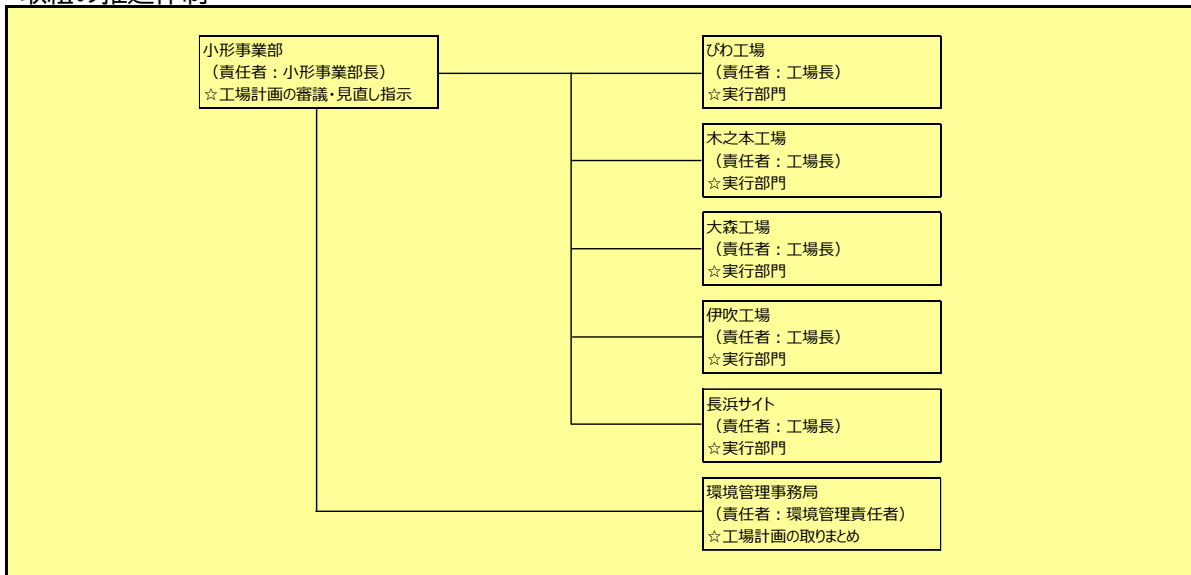 小形事業部
（責任者：小形事業部長）
☆工場計画の審議・見直し指示
びわ工場
（責任者：工場長）
☆実行部門
木之本工場
（責任者：工場長）
☆実行部門
大森工場
（責任者：工場長）
☆実行部門
伊吹工場
（責任者：工場長）
☆実行部門
長浜サイト
（責任者：工場長）
☆実行部門
環境管理事務局
（責任者：環境管理責任者）
☆工場計画の取りまとめ